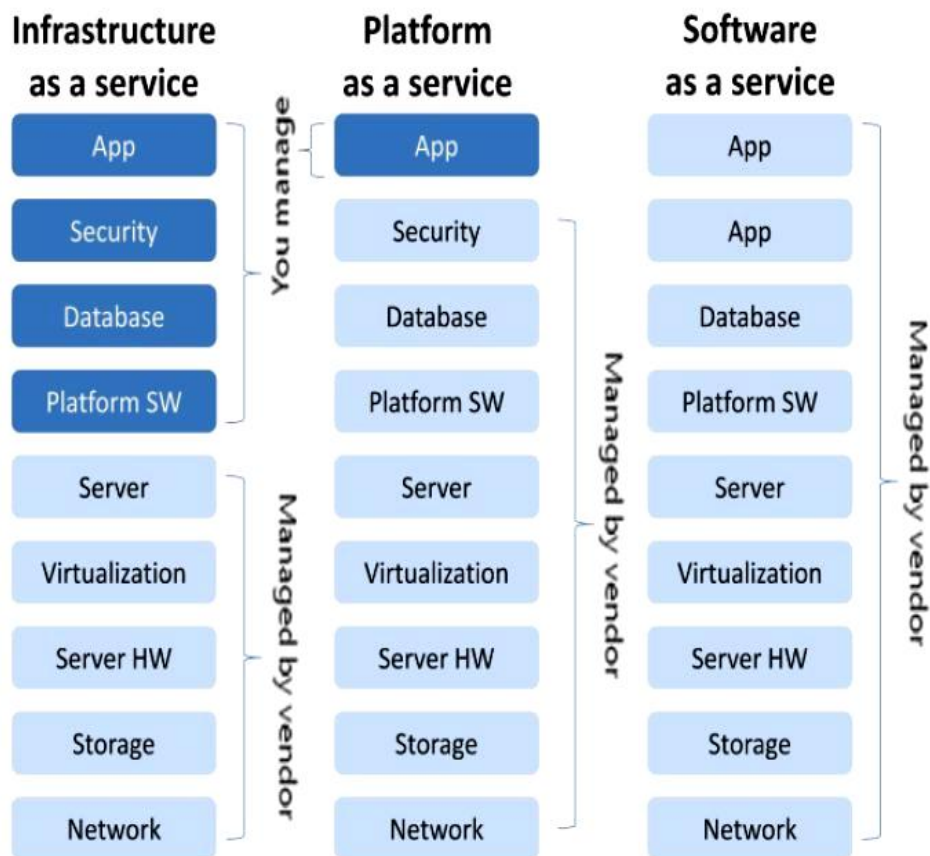 Infrastructure
as a service
App
Security
Database
Platform SW
Server
Virtualization
Server HW
Storage
Network
You manage
Managed by vendor
Platform
as a service
App
Security
Database
Platform SW
Server
Virtualization
Server HW
Storage
Network
Managed by vendor
Software
as a service
App
App
Database
Platform SW
Server
Virtualization
Server HW
Storage
Network
Managed by vendor